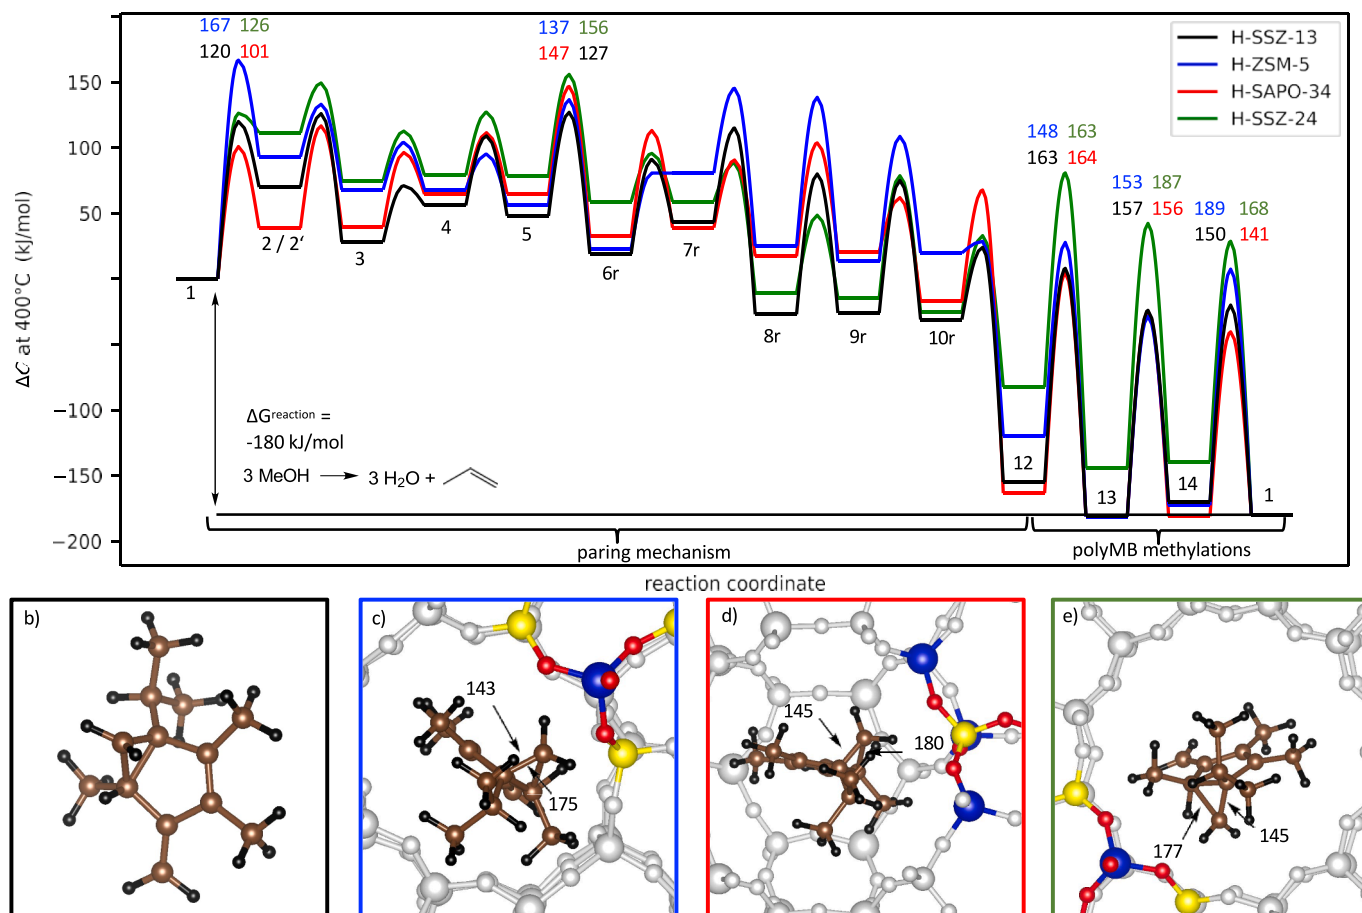 167 126
120 101
137 156
147 127
H-SSZ-13
H-ZSM-5
H-SAPO-34
H-SSZ-24
150
100
50
−100
−150
−200
ΔG at 400°C (kJ/mol)
148 163
163 164
153 187
157 156
189 168
150 141
1
2 / 2‘
3
4
5
6r
7r
8r
9r
10r
12
13
14
1
ΔGreaction =
-180 kJ/mol
3 MeOH 3 H2O +
paring mechanism
polyMB methylations
reaction coordinate
b)
c)
143
175
d)
145
180
e)
177
145